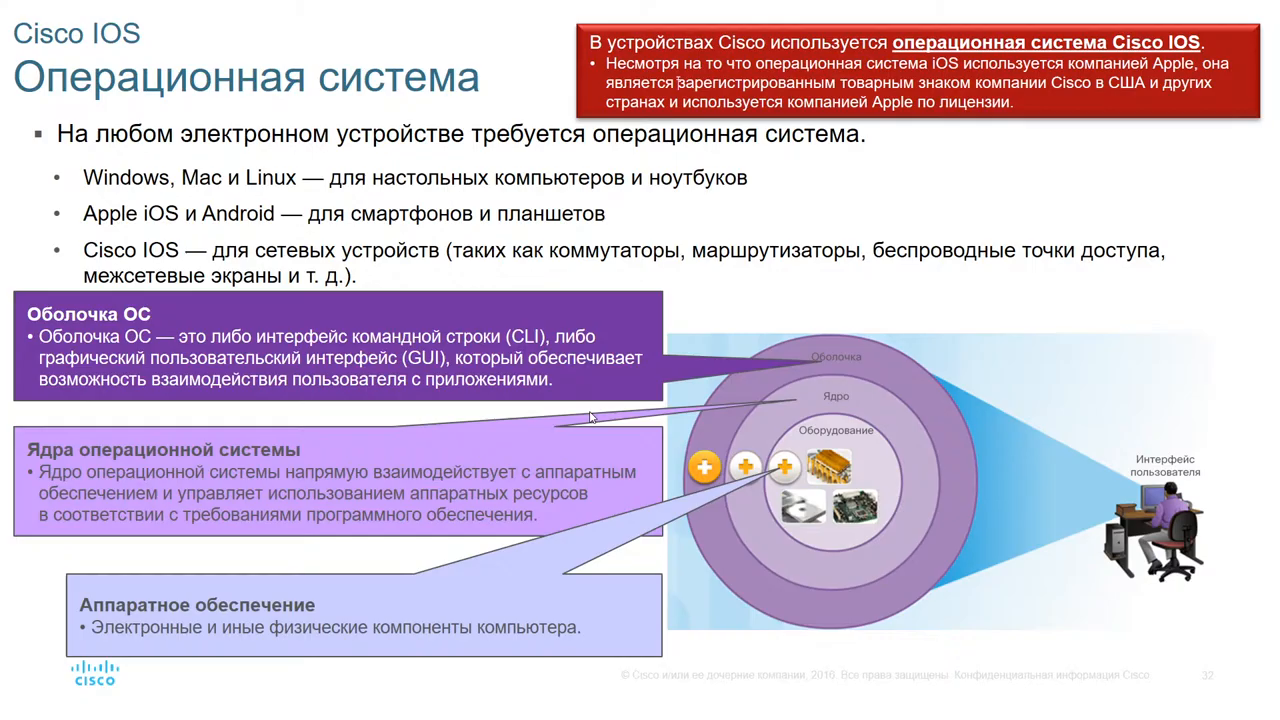 Cisco IOS
Операционная система
В устройствах Cisco используется операционная система Cisco IOS.
• Несмотря на то что операционная система iOS используется компанией Apple, она
является зарегистрированным товарным знаком компании Cisco в США и других
странах и используется компанией Apple по лицензии.
▪ На любом электронном устройстве требуется операционная система.
• Windows, Mac и Linux — для настольных компьютеров и ноутбуков
• Apple iOS и Android — для смартфонов и планшетов
• Cisco IOS — для сетевых устройств (таких как коммутаторы, маршрутизаторы, беспроводные точки доступа,
межсетевые экраны и т. д.).
Оболочка ОС
• Оболочка ОС — это либо интерфейс командной строки (CLI), либо
графический пользовательский интерфейс (GUI), который обеспечивает
возможность взаимодействия пользователя с приложениями.
Ядра операционной системы
• Ядро операционной системы напрямую взаимодействует с аппаратным
обеспечением и управляет использованием аппаратных ресурсов
в соответствии с требованиями программного обеспечения.
Аппаратное обеспечение
• Электронные и иные физические компоненты компьютера.
Оболочка
Ядро
Оборудование
Интерфейс
пользователя
CISCO
© Cisco и/или ее дочерние компании, 2016. Все права защищены. Конфиденциальная информация Cisco
32